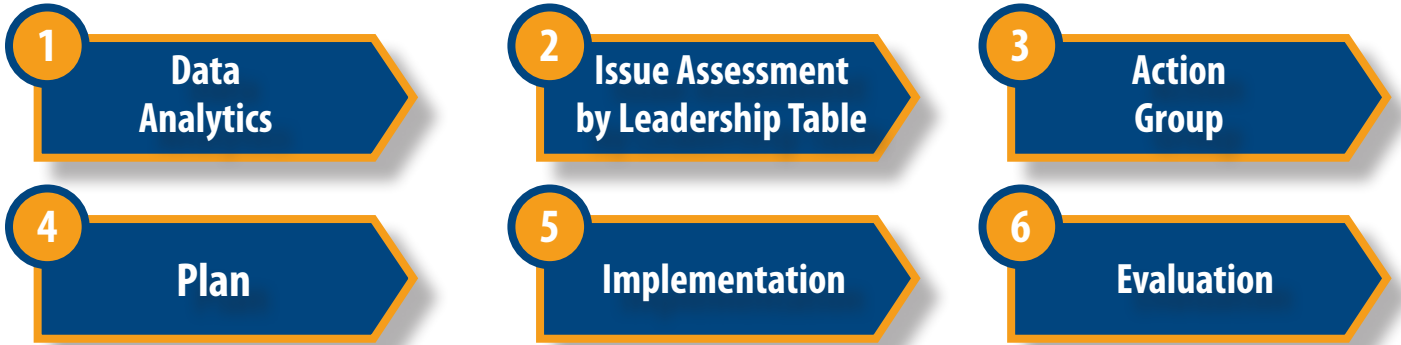 1
Data
Analytics
2
Issue Assessment
by Leadership Table
3
Action
Group
4
Plan
5
Implementation
6
Evaluation